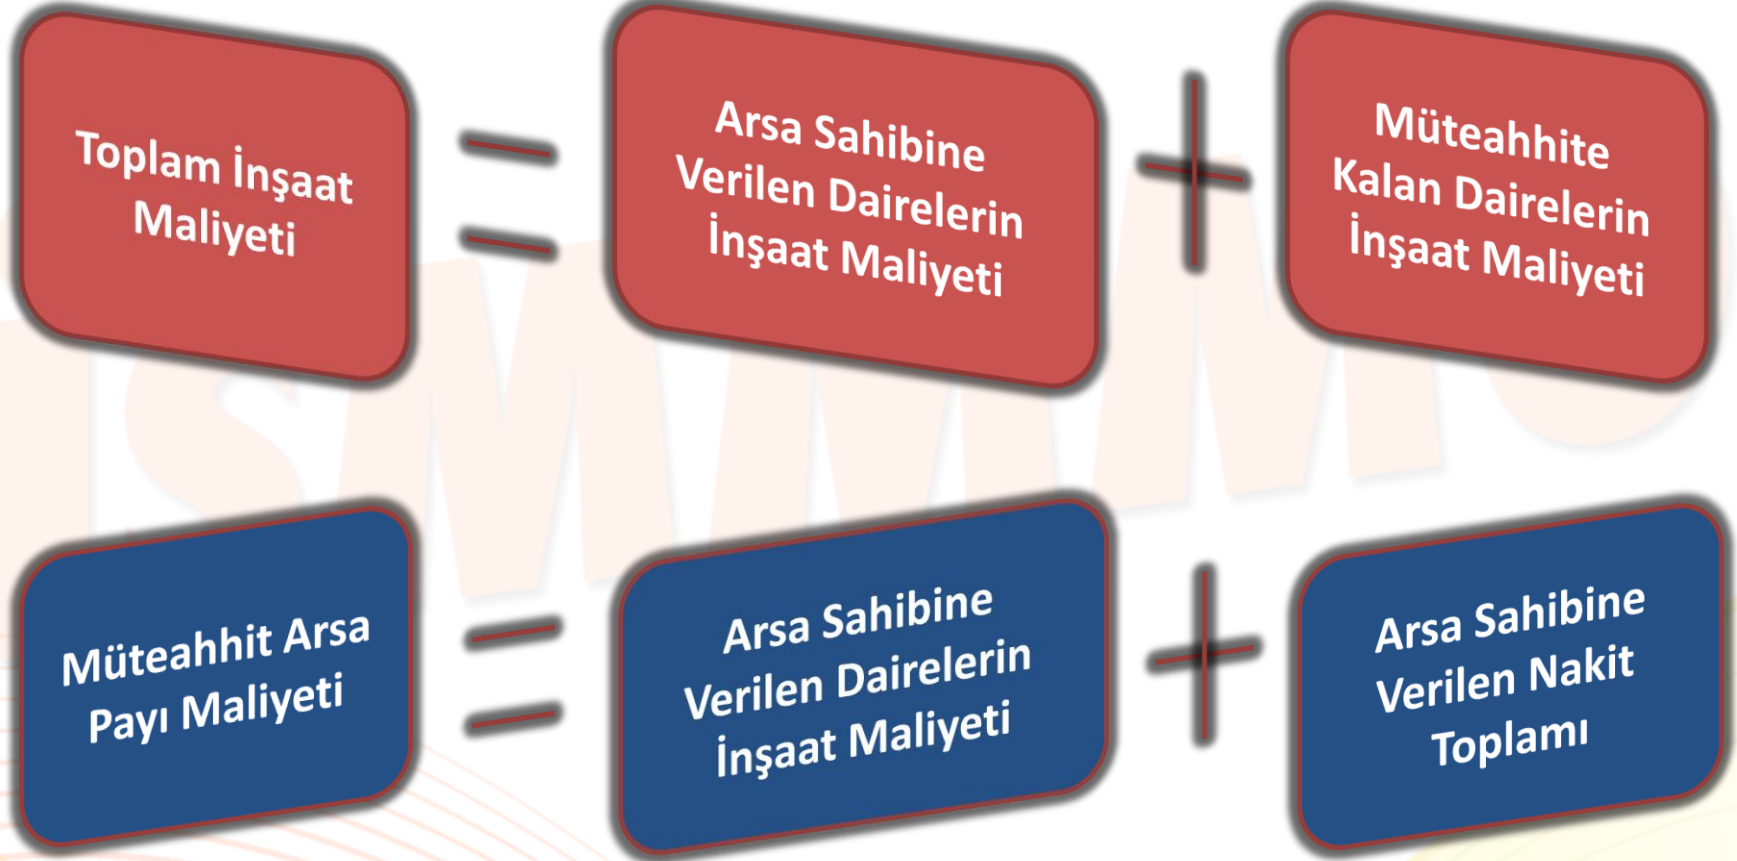 Toplam İnşaat
Maliyeti
=
Arsa Sahibine
Verilen Dairelerin
İnşaat Maliyeti
+
Müteahhite
Kalan Dairelerin
İnşaat Maliyeti
Müteahhit Arsa
Payı Maliyeti
=
Arsa Sahibine
Verilen Dairelerin
İnşaat Maliyeti
+
Arsa Sahibine
Verilen Nakit
Toplamı